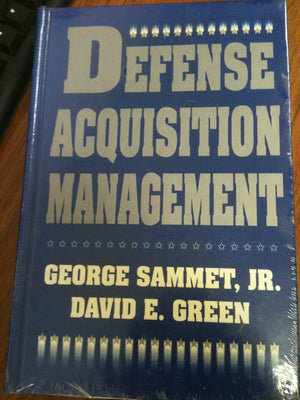 DEFENSE
ACQUISITION
MANAGEMENT
GEORGE SAMMET, JR.
DAVID E. GREEN